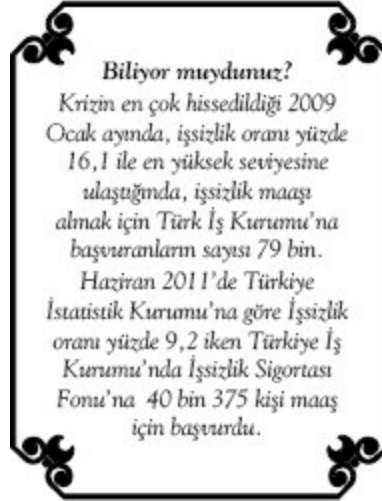 Biliyor muydunuz?
Krizin en çok hissedildiği 2009
Ocak ayında, işsizlik oranı yüzde
16,1 ile en yüksek seviyesine
ulaştığında, işsizlik maaşı
almak için Türk İş Kurumu'na
başvuranların sayısı 79 bin.
Haziran 2011'de Türkiye
İstatistik Kurumu'na göre İşsizlik
oranı yüzde 9,2 iken Türkiye İş
Kurumu'nda İşsizlik Sigortası
Fonu'na 40 bin 375 kişi maaş
için başvurdu.